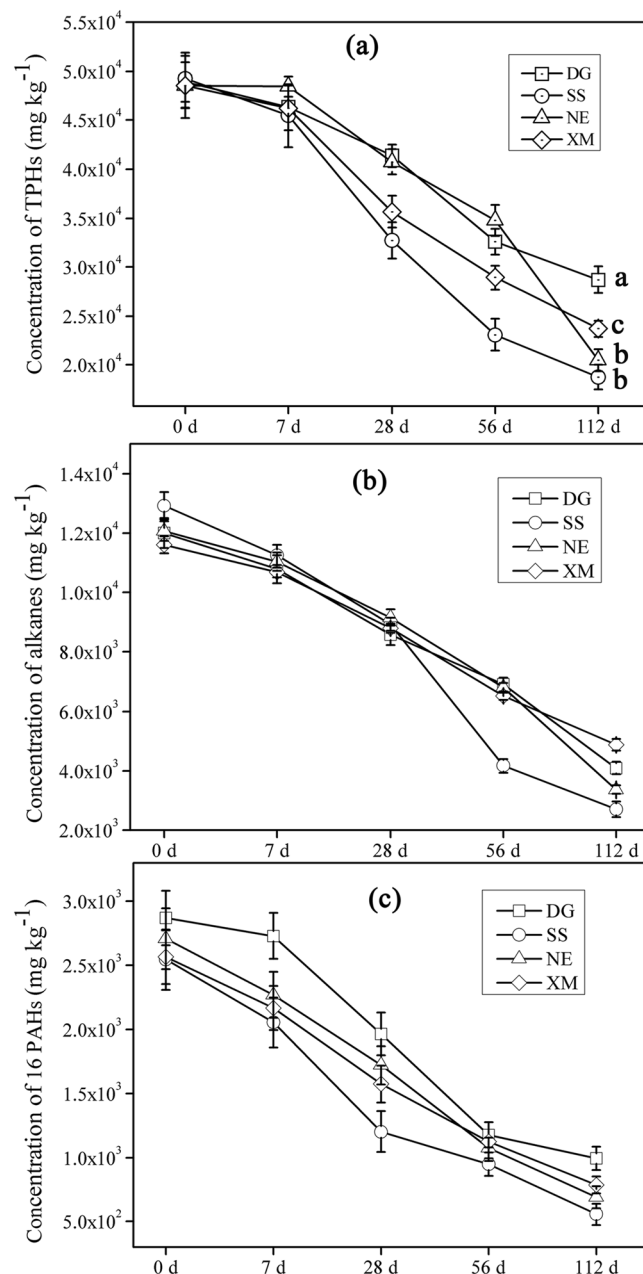 (a)
DG
SS
NE
XM
Concentration of TPHs (mg kg⁻¹)
5.5x10⁴
5.0x10⁴
4.5x10⁴
4.0x10⁴
3.5x10⁴
3.0x10⁴
2.5x10⁴
2.0x10⁴
a
c
b
b
0 d 7 d 28 d 56 d 112 d
(b)
DG
SS
NE
XM
Concentration of alkanes (mg kg⁻¹)
1.4x10⁴
1.2x10⁴
1.0x10⁴
8.0x10³
6.0x10³
4.0x10³
2.0x10³
0 d 7 d 28 d 56 d 112 d
(c)
DG
SS
NE
XM
Concentration of 16 PAHs (mg kg⁻¹)
3.0x10³
2.5x10³
2.0x10³
1.5x10³
1.0x10³
5.0x10²
0 d 7 d 28 d 56 d 112 d